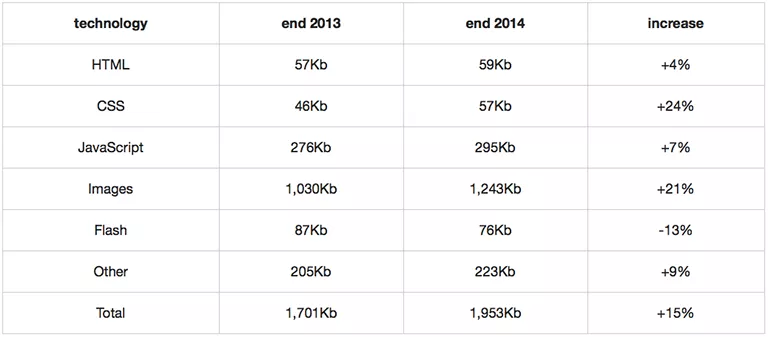 technology end 2013 end 2014 increase
HTML 57Kb 59Kb +4%
CSS 46Kb 57Kb +24%
JavaScript 276Kb 295Kb +7%
Images 1,030Kb 1,243Kb +21%
Flash 87Kb 76Kb -13%
Other 205Kb 223Kb +9%
Total 1,701Kb 1,953Kb +15%